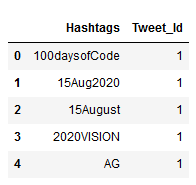 Hashtags Tweet_Id
0 100daysofCode 1
1 15Aug2020 1
2 15August 1
3 2020VISION 1
4 AG 1